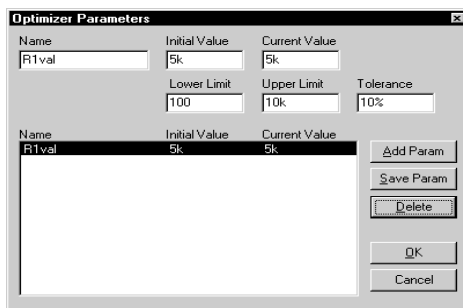 Optimizer Parameters
Name Initial Value Current Value
R1val 5k 5k
Lower Limit Upper Limit Tolerance
100 10k 10%
Name Initial Value Current Value
R1val 5k 5k
Add Param
Save Param
Delete
OK
Cancel